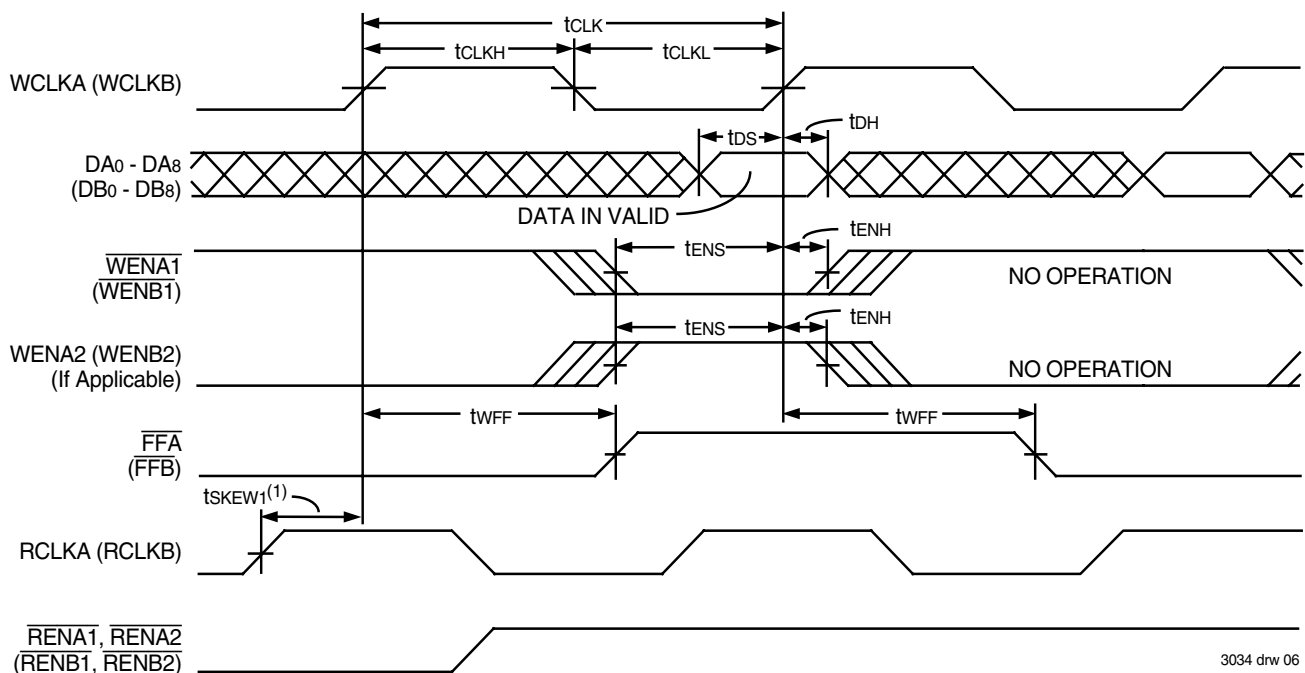 tCLK
tCLKH
tCLKL
WCLKA (WCLKB)
tDH
tDS
DA0 - DA8
(DB0 - DB8)
DATA IN VALID
tENH
tENS
WENA1
(WENB1)
NO OPERATION
tENH
tENS
WENA2 (WENB2)
(If Applicable)
NO OPERATION
tWFF
tWFF
FFA
(FFB)
tSKEW1(1)
RCLKA (RCLKB)
RENA1, RENA2
(RENB1, RENB2)
3034 drw 06